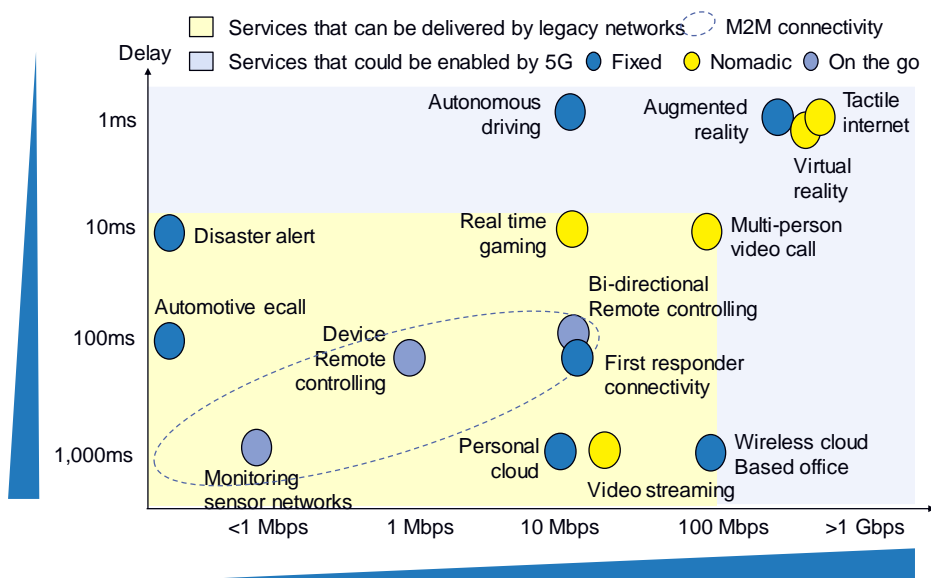 Services that can be delivered by legacy networks
M2M connectivity
Delay
Services that could be enabled by 5G
Fixed
Nomadic
On the go
1ms
Autonomous
driving
Augmented
reality
Tactile
internet
Virtual
reality
10ms
Disaster alert
Real time
gaming
Multi-person
video call
Bi-directional
Remote controlling
Automotive ecall
100ms
Device
Remote
controlling
First responder
connectivity
1,000ms
Monitoring
sensor networks
Personal
cloud
Video streaming
Wireless cloud
Based office
<1 Mbps
1 Mbps
10 Mbps
100 Mbps
>1 Gbps